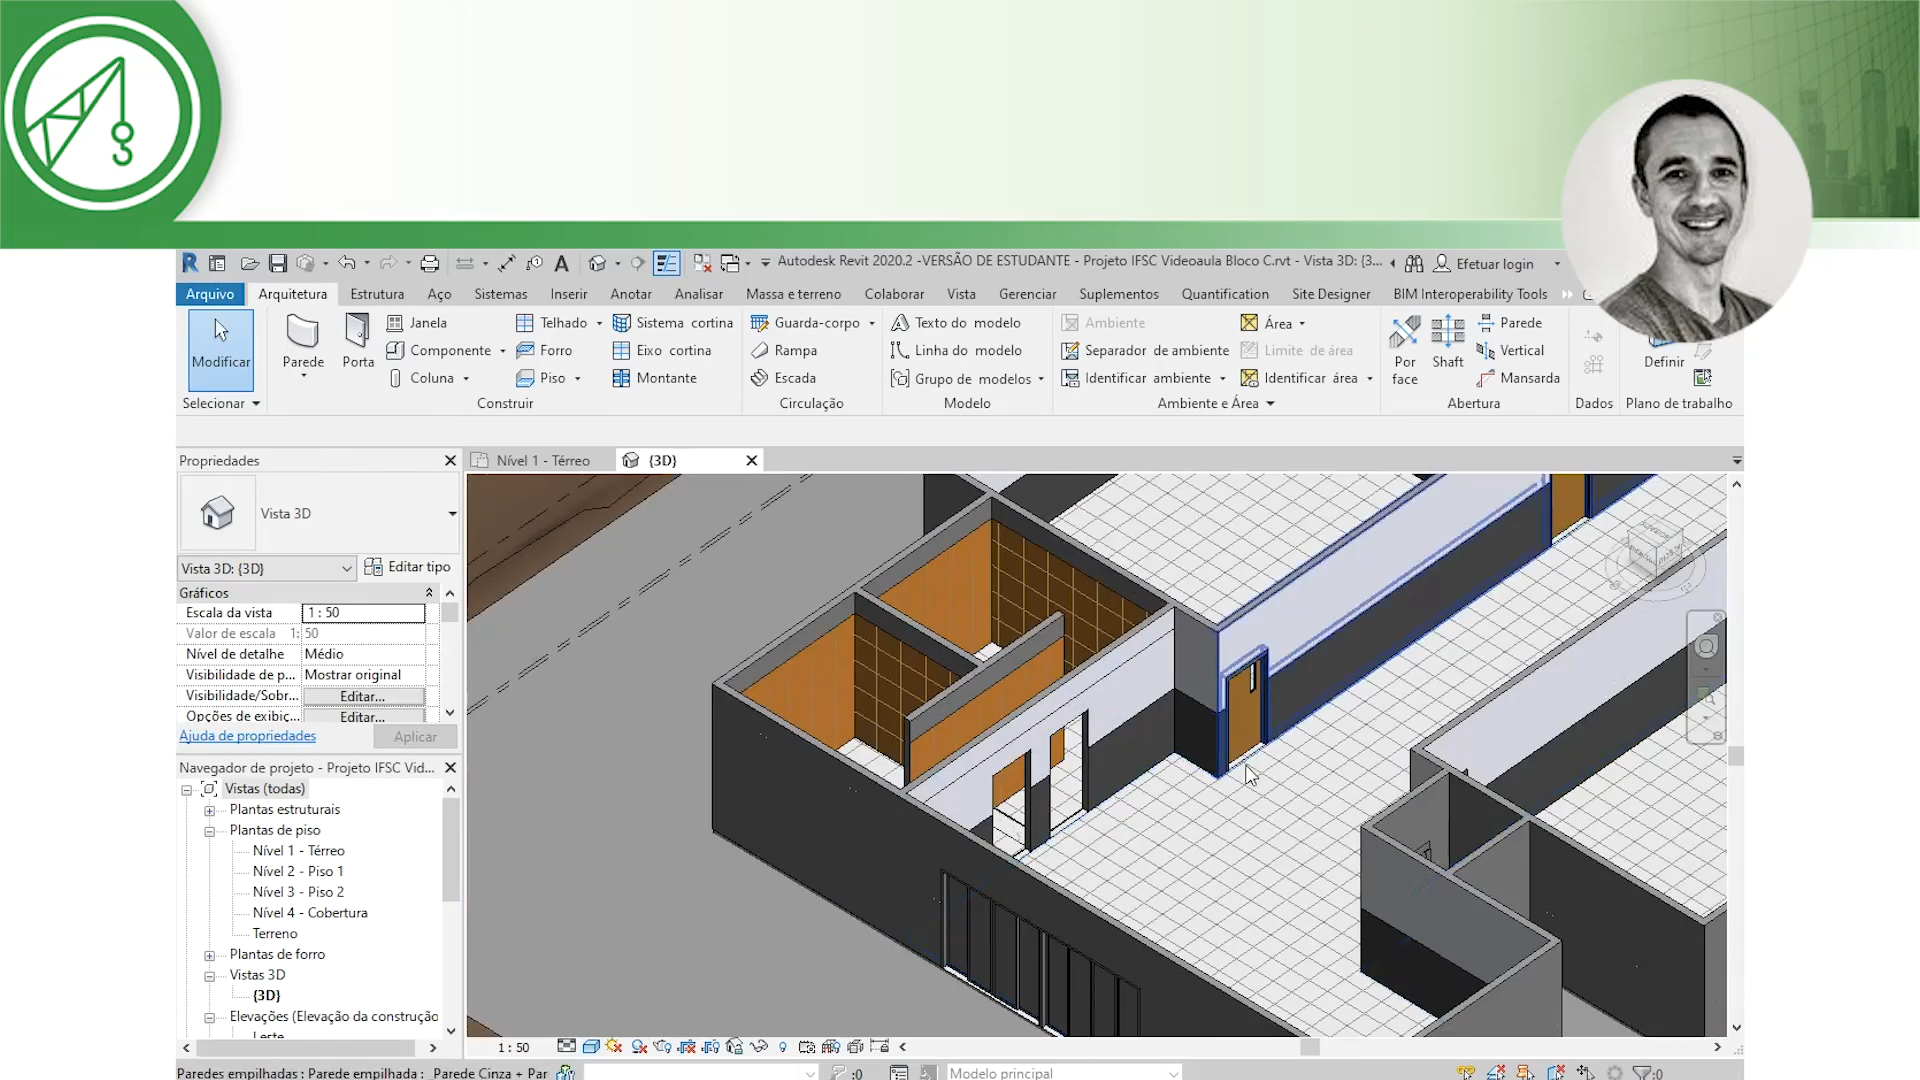 Autodesk Revit 2020.2 -VERSÃO DE ESTUDANTE - Projeto IFSC Videoaula Bloco C.rvt - Vista 3D: {3... Efetuar login
Arquivo Arquitetura Estrutura Aço Sistemas Inserir Anotar Analisar Massa e terreno Colaborar Vista Gerenciar Suplementos Quantification Site Designer BIM Interoperability Tools
Janela Telhado Sistema cortina Guarda-corpo Texto do modelo Ambiente Área Parede
Modificar Parede Porta Componente Forro Eixo cortina Rampa Linha do modelo Separador de ambiente Limite de área Por face Shaft Vertical Definir
Coluna Piso Montante Escada Grupo de modelos Identificar ambiente Identificar área Mansarda
Selecionar Construir Circulação Modelo Ambiente e Área Abertura Dados Plano de trabalho
Propriedades
Nível 1 - Térreo {3D}
Vista 3D
Vista 3D: {3D} Editar tipo
Gráficos
Escala da vista 1 : 50
Valor de escala 1: 50
Nível de detalhe Médio
Visibilidade de p... Mostrar original
Visibilidade/Sobr... Editar...
Opções de exibiç... Editar...
Ajuda de propriedades Aplicar
Navegador de projeto - Projeto IFSC Vid...
Vistas (todas)
Plantas estruturais
Plantas de piso
Nível 1 - Térreo
Nível 2 - Piso 1
Nível 3 - Piso 2
Nível 4 - Cobertura
Terreno
Plantas de forro
Vistas 3D
{3D}
Elevações (Elevação da construção
Leste
1 : 50
Paredes empilhadas : Parede empilhada : _Parede Cinza + Par :0 Modelo principal :0